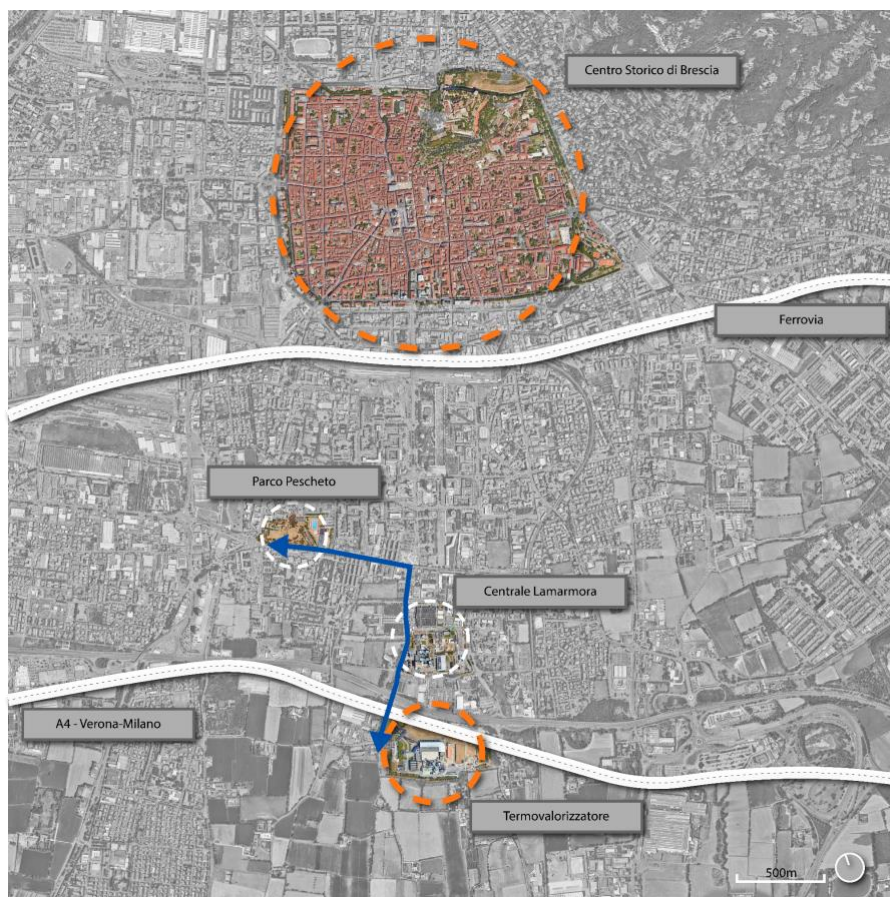 Centro Storico di Brescia
Ferrovia
Parco Pescheto
Centrale Lamarmora
A4 - Verona-Milano
Termovalorizzatore
500m